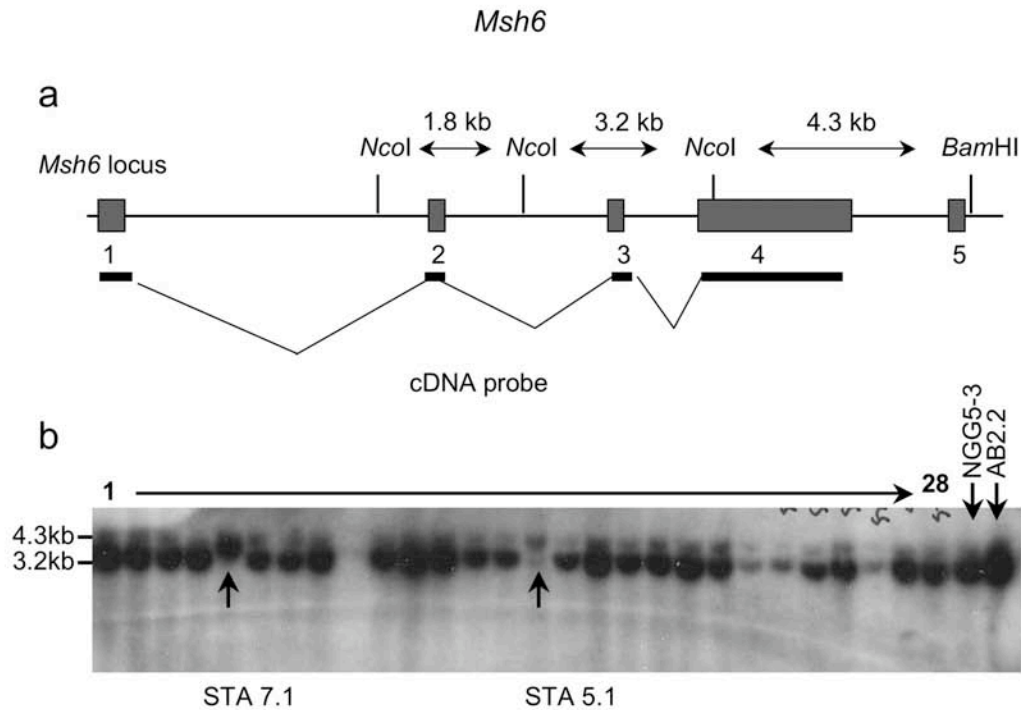 Msh6
a
1.8 kb 3.2 kb 4.3 kb
Msh6 locus NcoI NcoI NcoI BamHI
1 2 3 4 5
cDNA probe
b
NGG5-3
AB2.2
1 28
4.3kb
3.2kb
STA 7.1 STA 5.1